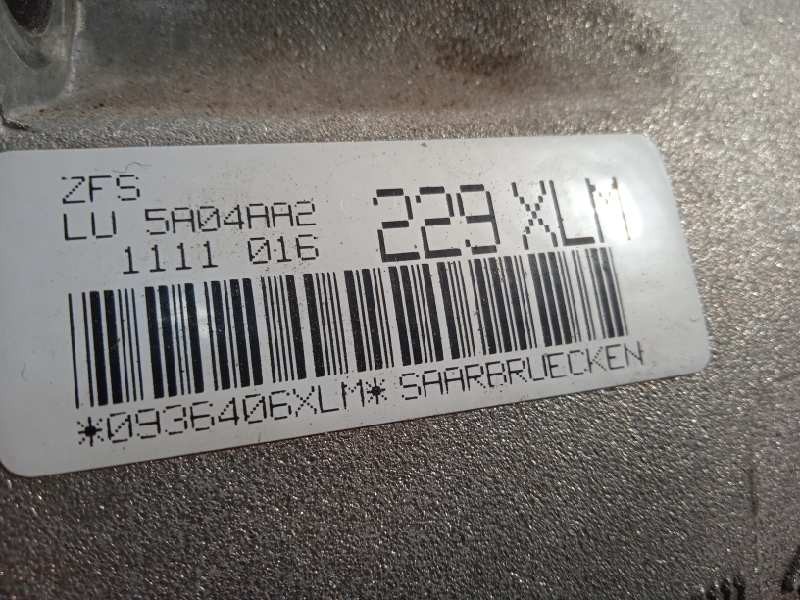 ZFS
LU 5A04AA2
1111 016
229 XLM
*0936406XLM* SAARBRUECKEN